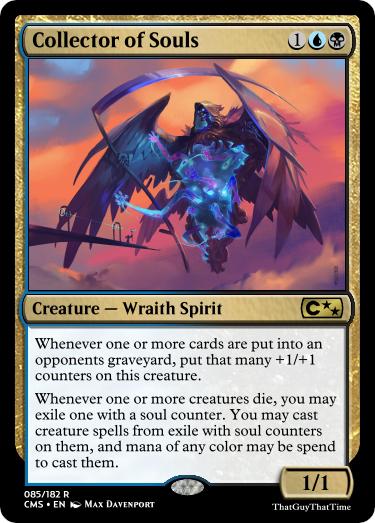 Collector of Souls
1
Creature — Wraith Spirit
C
Whenever one or more cards are put into an
opponents graveyard, put that many +1/+1
counters on this creature.
Whenever one or more creatures die, you may
exile one with a soul counter. You may cast
creature spells from exile with soul counters
on them, and mana of any color may be spend
to cast them.
1/1
085/182 R
CMS • EN Max Davenport
ThatGuyThatTime